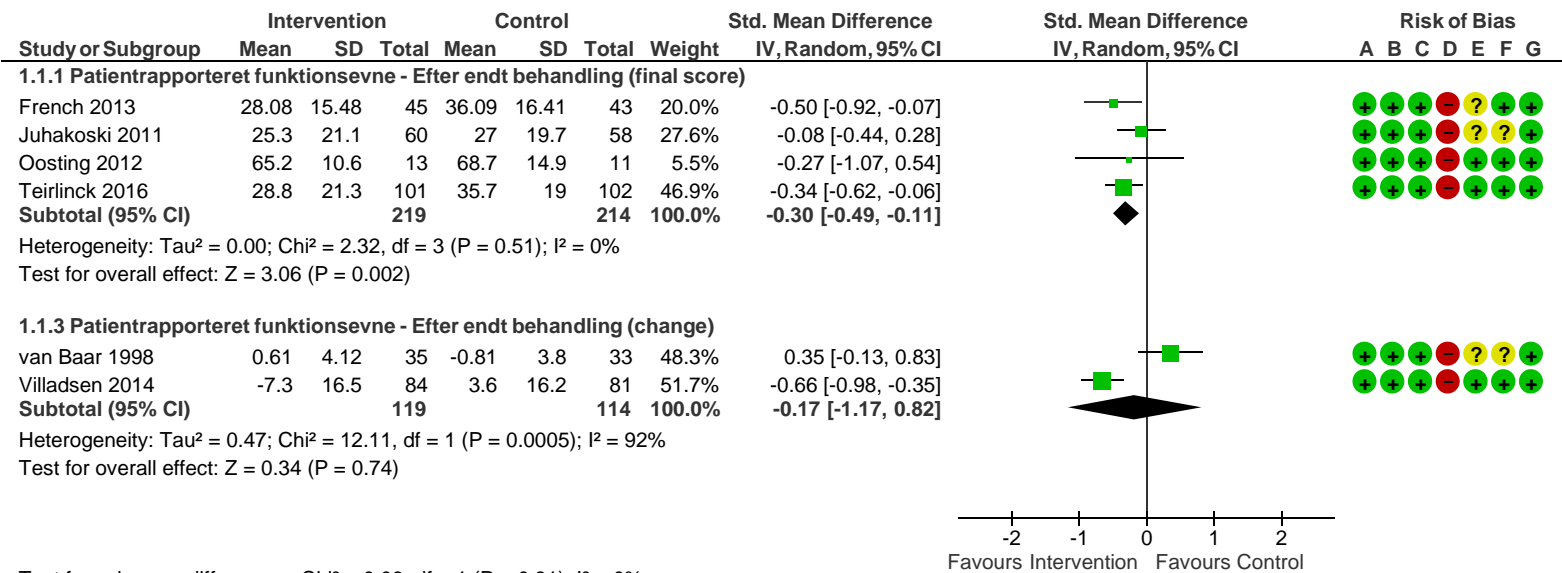 Intervention Control Std. Mean Difference Std. Mean Difference Risk of Bias
Study or Subgroup Mean SD Total Mean SD Total Weight IV, Random, 95% CI IV, Random, 95% CI A B C D E F G
1.1.1 Patientrapporteret funktionsevne - Efter endt behandling (final score)
French 2013 28.08 15.48 45 36.09 16.41 43 20.0% -0.50 [-0.92, -0.07] + + + – ? + +
Juhakoski 2011 25.3 21.1 60 27 19.7 58 27.6% -0.08 [-0.44, 0.28] + + + – ? ? +
Oosting 2012 65.2 10.6 13 68.7 14.9 11 5.5% -0.27 [-1.07, 0.54] + + + – + + +
Teirlinck 2016 28.8 21.3 101 35.7 19 102 46.9% -0.34 [-0.62, -0.06] + + + – + + +
Subtotal (95% CI) 219 214 100.0% -0.30 [-0.49, -0.11]
Heterogeneity: Tau² = 0.00; Chi² = 2.32, df = 3 (P = 0.51); I² = 0%
Test for overall effect: Z = 3.06 (P = 0.002)
1.1.3 Patientrapporteret funktionsevne - Efter endt behandling (change)
van Baar 1998 0.61 4.12 35 -0.81 3.8 33 48.3% 0.35 [-0.13, 0.83] + + + – ? ? +
Villadsen 2014 -7.3 16.5 84 3.6 16.2 81 51.7% -0.66 [-0.98, -0.35] + + + – + + +
Subtotal (95% CI) 119 114 100.0% -0.17 [-1.17, 0.82]
Heterogeneity: Tau² = 0.47; Chi² = 12.11, df = 1 (P = 0.0005); I² = 92%
Test for overall effect: Z = 0.34 (P = 0.74)
-2 -1 0 1 2
Favours Intervention Favours Control